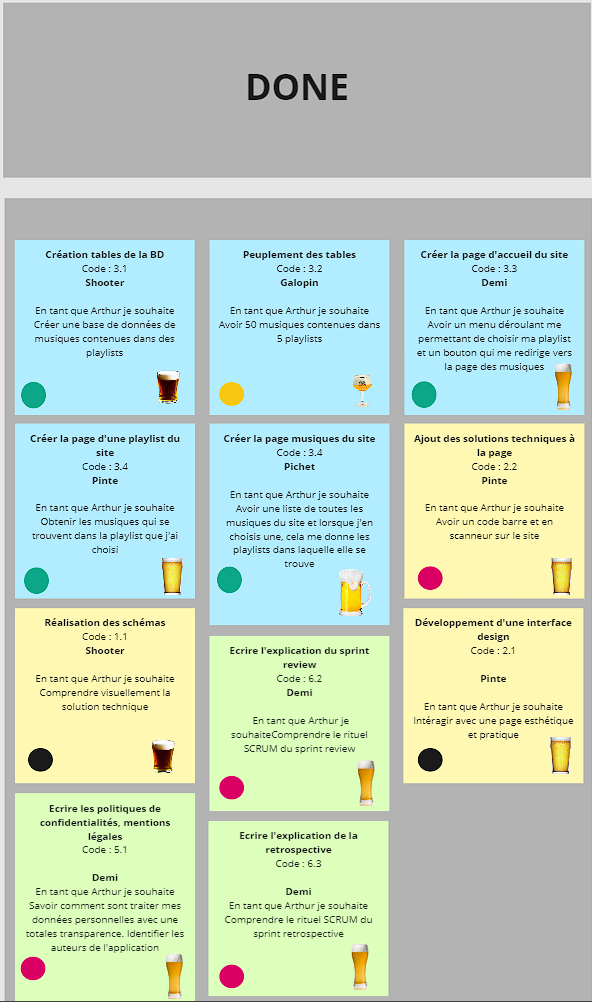 DONE
Création tables de la BD
Code : 3.1
Shooter
En tant que Arthur je souhaite
Créer une base de données de
musiques contenues dans des
playlists
Peuplement des tables
Code : 3.2
Galopin
En tant que Arthur je souhaite
Avoir 50 musiques contenues dans
5 playlists
Créer la page d'accueil du site
Code : 3.3
Demi
En tant que Arthur je souhaite
Avoir un menu déroulant me
permettant de choisir ma playlist
et un bouton qui me redirige vers
la page des musiques
Créer la page d'une playlist du
site
Code : 3.4
Pinte
En tant que Arthur je souhaite
Obtenir les musiques qui se
trouvent dans la playlist que j'ai
choisi
Créer la page musiques du site
Code : 3.4
Pichet
En tant que Arthur je souhaite
Avoir une liste de toutes les
musiques du site et lorsque j'en
choisis une, cela me donne les
playlists dans laquelle elle se
trouve
Ajout des solutions techniques à
la page
Code : 2.2
Pinte
En tant que Arthur je souhaite
Avoir un code barre et en
scanneur sur le site
Réalisation des schémas
Code : 1.1
Shooter
En tant que Arthur je souhaite
Comprendre visuellement la
solution technique
Ecrire l'explication du sprint
review
Code : 6.2
Demi
En tant que Arthur je
souhaiteComprendre le rituel
SCRUM du sprint review
Développement d'une interface
design
Code : 2.1
Pinte
En tant que Arthur je souhaite
Intéragir avec une page esthétique
et pratique
Ecrire les politiques de
confidentialités, mentions
légales
Code : 5.1
Demi
En tant que Arthur je souhaite
Savoir comment sont traiter mes
données personnelles avec une
totales transparence. Identifier les
auteurs de l'application
Ecrire l'explication de la
retrospective
Code : 6.3
Demi
En tant que Arthur je souhaite
Comprendre le rituel SCRUM du
sprint retrospective